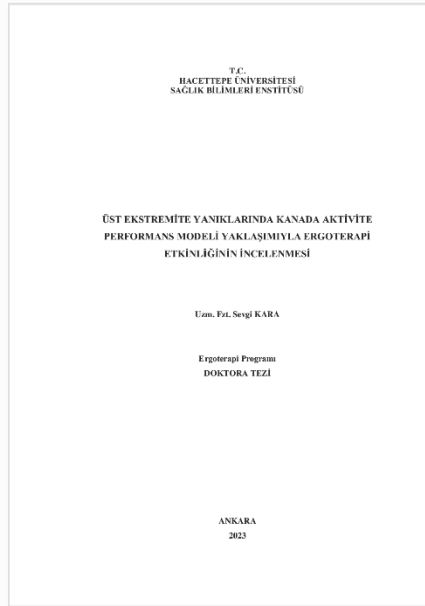 T.C.
HACETTEPE ÜNİVERSİTESİ
SAĞLIK BİLİMLERİ ENSTİTÜSÜ
ÜST EKSTREMİTE YANIKLARINDA KANADA AKTİVİTE
PERFORMANS MODELİ YAKLAŞIMIYLA ERGOTERAPİ
ETKİNLİĞİNİN İNCELENMESİ
Uzm. Fzt. Sevgi KARA
Ergoterapi Programı
DOKTORA TEZİ
ANKARA
2023